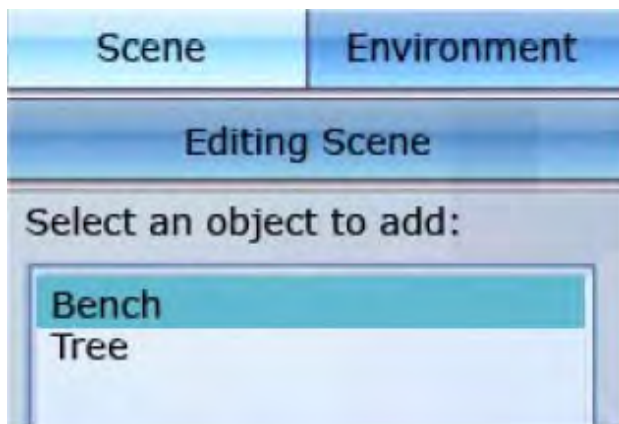 Scene Environment
Editing Scene
Select an object to add:
Bench
Tree